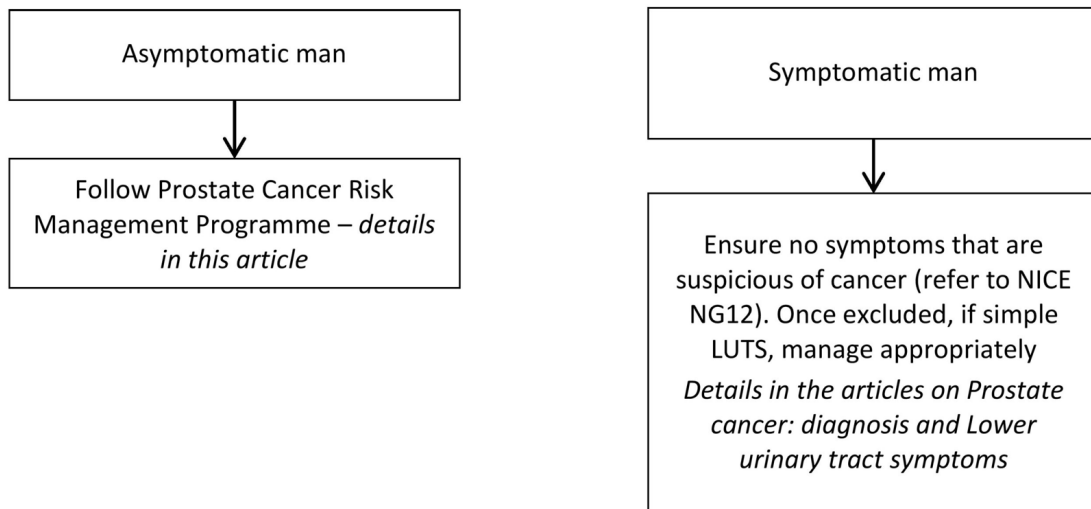 Asymptomatic man
Follow Prostate Cancer Risk
Management Programme – details
in this article
Symptomatic man
Ensure no symptoms that are
suspicious of cancer (refer to NICE
NG12). Once excluded, if simple
LUTS, manage appropriately
Details in the articles on Prostate
cancer: diagnosis and Lower
urinary tract symptoms